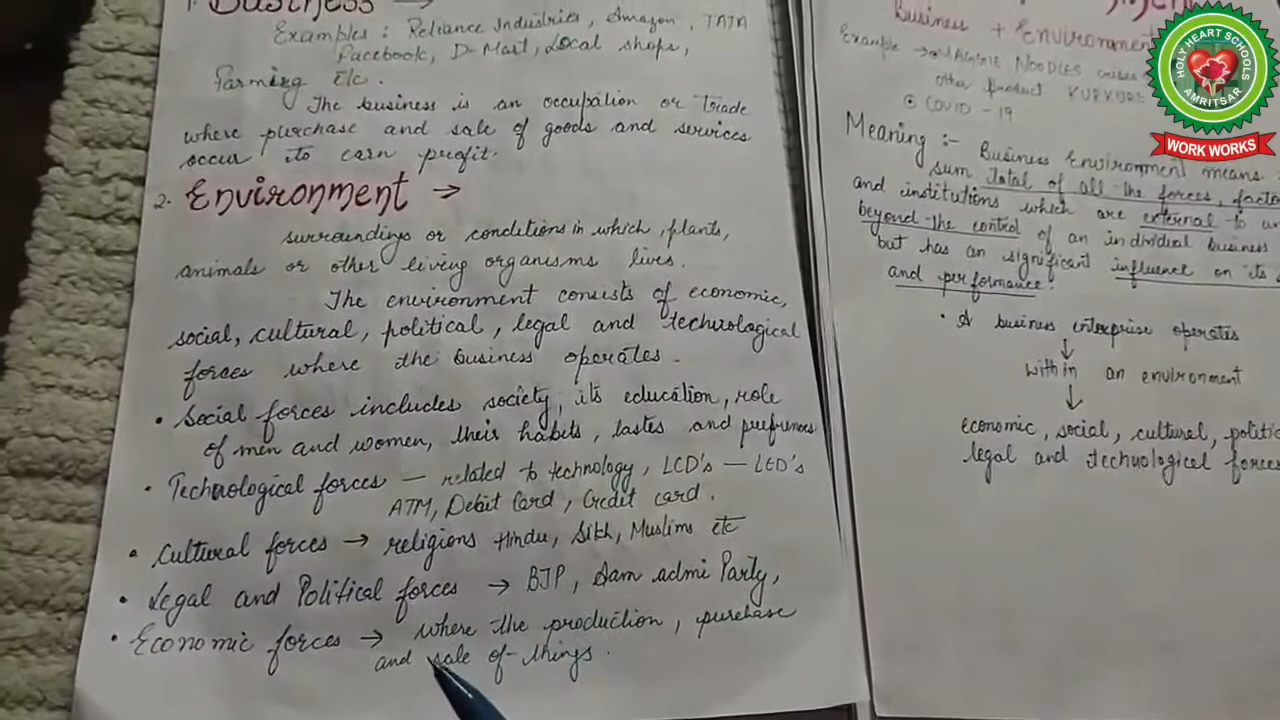 1. Business →
Examples : Reliance Industries, Amazon, TATA
Facebook, D-Mart, Local shops,
Farming etc.
The business is an occupation or trade
where purchase and sale of goods and services
occur to earn profit.
2. Environment →
surroundings or conditions in which plants,
animals or other living organisms lives.
The environment consists of economic,
social, cultural, political, legal and technological
forces where the business operates.
• Social forces includes society, its education, role
of men and women, their habits, tastes and prefrences
• Technological forces — related to technology, LCD's — LED's
ATM, Debit Card, Credit card.
• Cultural forces → religions Hindu, Sikh, Muslims etc
• Legal and Political forces → BJP, Aam admi Party,
• Economic forces → where the production, purchase
and sale of things.
Business + Environment
Example → NOODLES
other product KURKURE
COVID-19
Meaning :- Business Environment means
sum total of all the forces, factor
and institutions which are external to
beyond the control of an individial business
but has an significant influence on its
and performance.
• A business enterprise operates
↓
within an environment
↓
economic, social, cultural, politic
legal and technological forces
HOLY HEART SCHOOLS
AMRITSAR
WORK WORKS